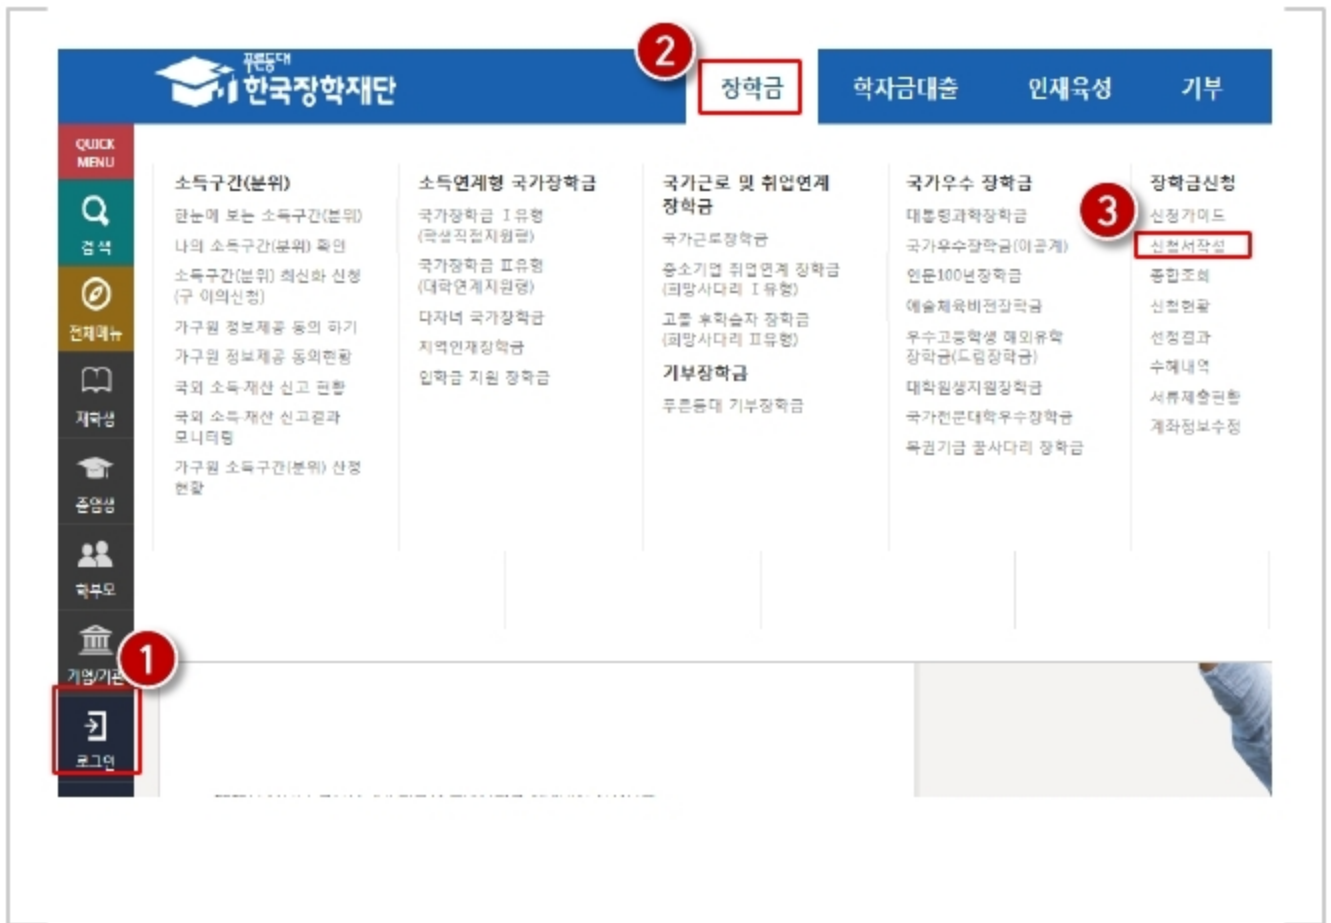 푸른등대
한국장학재단
2
장학금
학자금대출
인재육성
기부
QUICK
MENU
검색
전체메뉴
재학생
졸업생
학부모
기업/기관
1
로그인
소득구간(분위)
한눈에 보는 소득구간(분위)
나의 소득구간(분위) 확인
소득구간(분위) 최신화 신청
(구 이의신청)
가구원 정보제공 동의 하기
가구원 정보제공 동의현황
국외 소득·재산 신고 현황
국외 소득·재산 신고결과
모니터링
가구원 소득구간(분위) 산정
현황
소득연계형 국가장학금
국가장학금 Ⅰ유형
(학생직접지원형)
국가장학금 Ⅱ유형
(대학연계지원형)
다자녀 국가장학금
지역인재장학금
입학금 지원 장학금
국가근로 및 취업연계
장학금
국가근로장학금
중소기업 취업연계 장학금
(희망사다리 Ⅰ유형)
고졸 후학습자 장학금
(희망사다리 Ⅱ유형)
기부장학금
푸른등대 기부장학금
국가우수 장학금
대통령과학장학금
국가우수장학금(이공계)
인문100년장학금
예술체육비전장학금
우수고등학생 해외유학
장학금(드림장학금)
대학원생지원장학금
국가전문대학우수장학금
복권기금 꿈사다리 장학금
3
장학금신청
신청가이드
신청서작성
종합조회
신청현황
선정결과
수혜내역
서류제출현황
계좌정보수정